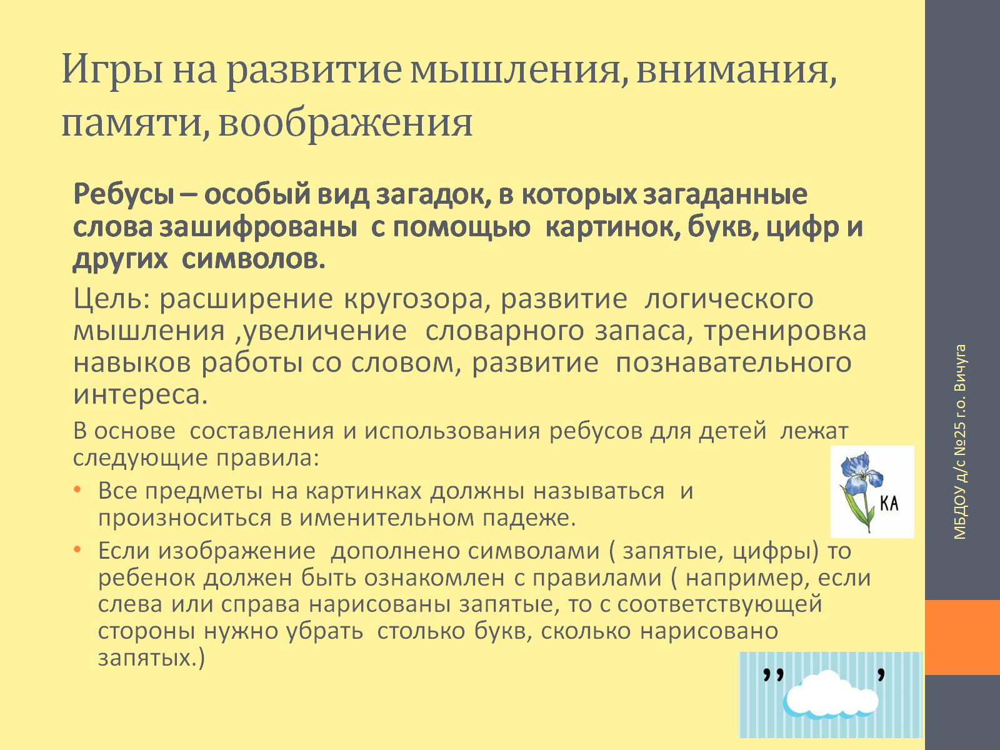 Игры на развитие мышления, внимания,
памяти, воображения
Ребусы – особый вид загадок, в которых загаданные
слова зашифрованы с помощью картинок, букв, цифр и
других символов.
Цель: расширение кругозора, развитие логического
мышления ,увеличение словарного запаса, тренировка
навыков работы со словом, развитие познавательного
интереса.
В основе составления и использования ребусов для детей лежат
следующие правила:
• Все предметы на картинках должны называться и
произноситься в именительном падеже.
• Если изображение дополнено символами ( запятые, цифры) то
ребенок должен быть ознакомлен с правилами ( например, если
слева или справа нарисованы запятые, то с соответствующей
стороны нужно убрать столько букв, сколько нарисовано
запятых.)
КА
,, ,
МБДОУ д/с №25 г.о. Вичуга